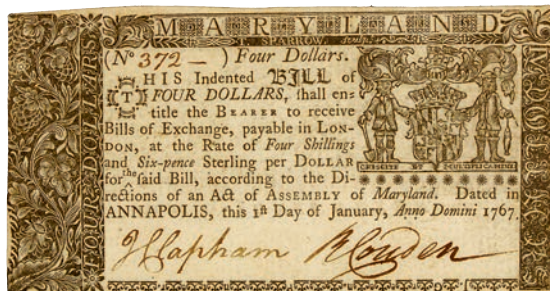 MARYLAND
SPARROW
(No 372 — ) Four Dollars.
THIS Indented BILL of
FOUR DOLLARS, ſhall en-
title the BEARER to receive
Bills of Exchange, payable in LON-
DON, at the Rate of Four Shillings
and Six-pence Sterling per DOLLAR
for the ſaid Bill, according to the Di-
rections of an Act of ASSEMBLY of Maryland. Dated in
ANNAPOLIS, this 1ſt Day of January, Anno Domini 1767.
CRESCITE ET MULTIPLICAMINI
FOUR DOLLARS
J Clapham R Couden